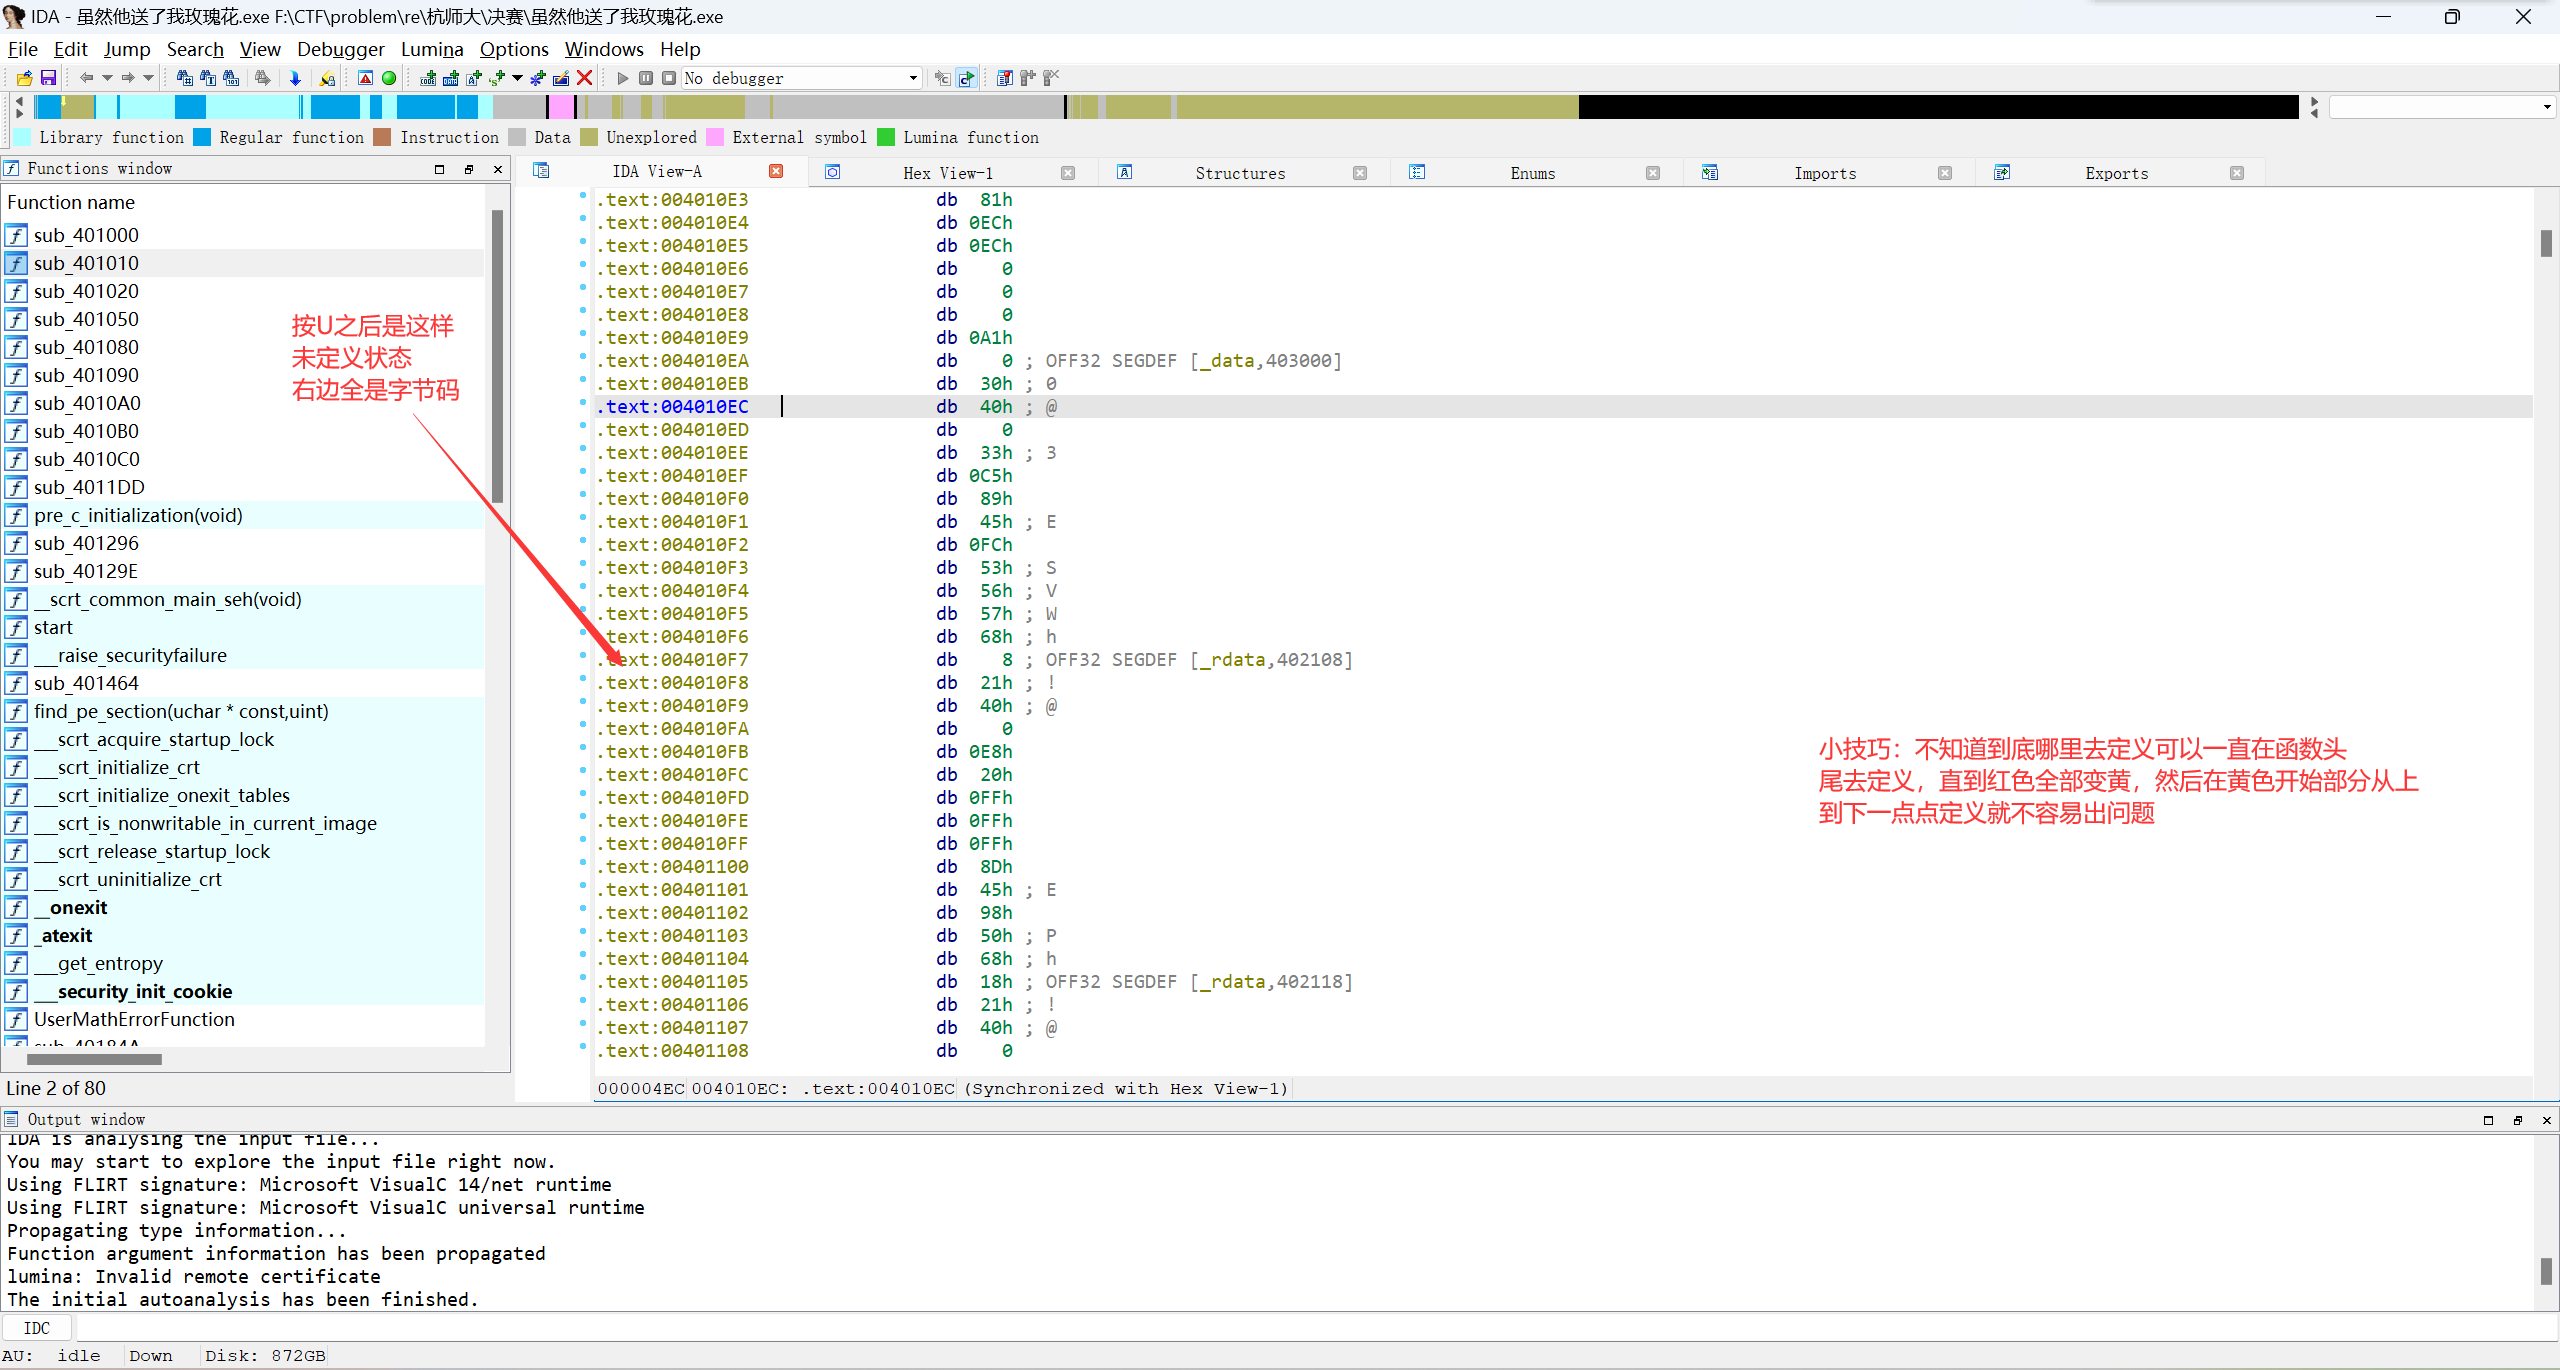 IDA - 虽然他送了我玫瑰花.exe F:\CTF\problem\re\杭师大\决赛\虽然他送了我玫瑰花.exe
File Edit Jump Search View Debugger Lumina Options Windows Help
No debugger
Library function Regular function Instruction Data Unexplored External symbol Lumina function
Functions window
Function name
sub_401000
sub_401010
sub_401020
sub_401050
sub_401080
sub_401090
sub_4010A0
sub_4010B0
sub_4010C0
sub_4011DD
pre_c_initialization(void)
sub_401296
sub_40129E
__scrt_common_main_seh(void)
start
___raise_securityfailure
sub_401464
find_pe_section(uchar * const,uint)
___scrt_acquire_startup_lock
___scrt_initialize_crt
___scrt_initialize_onexit_tables
___scrt_is_nonwritable_in_current_image
___scrt_release_startup_lock
___scrt_uninitialize_crt
__onexit
_atexit
___get_entropy
___security_init_cookie
UserMathErrorFunction
sub_40184A
Line 2 of 80
按U之后是这样
未定义状态
右边全是字节码
IDA View-A Hex View-1 Structures Enums Imports Exports
.text:004010E3 db 81h
.text:004010E4 db 0ECh
.text:004010E5 db 0ECh
.text:004010E6 db 0
.text:004010E7 db 0
.text:004010E8 db 0
.text:004010E9 db 0A1h
.text:004010EA db 0 ; OFF32 SEGDEF [_data,403000]
.text:004010EB db 30h ; 0
.text:004010EC db 40h ; @
.text:004010ED db 0
.text:004010EE db 33h ; 3
.text:004010EF db 0C5h
.text:004010F0 db 89h
.text:004010F1 db 45h ; E
.text:004010F2 db 0FCh
.text:004010F3 db 53h ; S
.text:004010F4 db 56h ; V
.text:004010F5 db 57h ; W
.text:004010F6 db 68h ; h
.text:004010F7 db 8 ; OFF32 SEGDEF [_rdata,402108]
.text:004010F8 db 21h ; !
.text:004010F9 db 40h ; @
.text:004010FA db 0
.text:004010FB db 0E8h
.text:004010FC db 20h
.text:004010FD db 0FFh
.text:004010FE db 0FFh
.text:004010FF db 0FFh
.text:00401100 db 8Dh
.text:00401101 db 45h ; E
.text:00401102 db 98h
.text:00401103 db 50h ; P
.text:00401104 db 68h ; h
.text:00401105 db 18h ; OFF32 SEGDEF [_rdata,402118]
.text:00401106 db 21h ; !
.text:00401107 db 40h ; @
.text:00401108 db 0
小技巧：不知道到底哪里去定义可以一直在函数头
尾去定义，直到红色全部变黄，然后在黄色开始部分从上
到下一点点定义就不容易出问题
000004EC 004010EC: .text:004010EC (Synchronized with Hex View-1)
Output window
IDA is analysing the input file...
You may start to explore the input file right now.
Using FLIRT signature: Microsoft VisualC 14/net runtime
Using FLIRT signature: Microsoft VisualC universal runtime
Propagating type information...
Function argument information has been propagated
lumina: Invalid remote certificate
The initial autoanalysis has been finished.
IDC
AU: idle Down Disk: 872GB